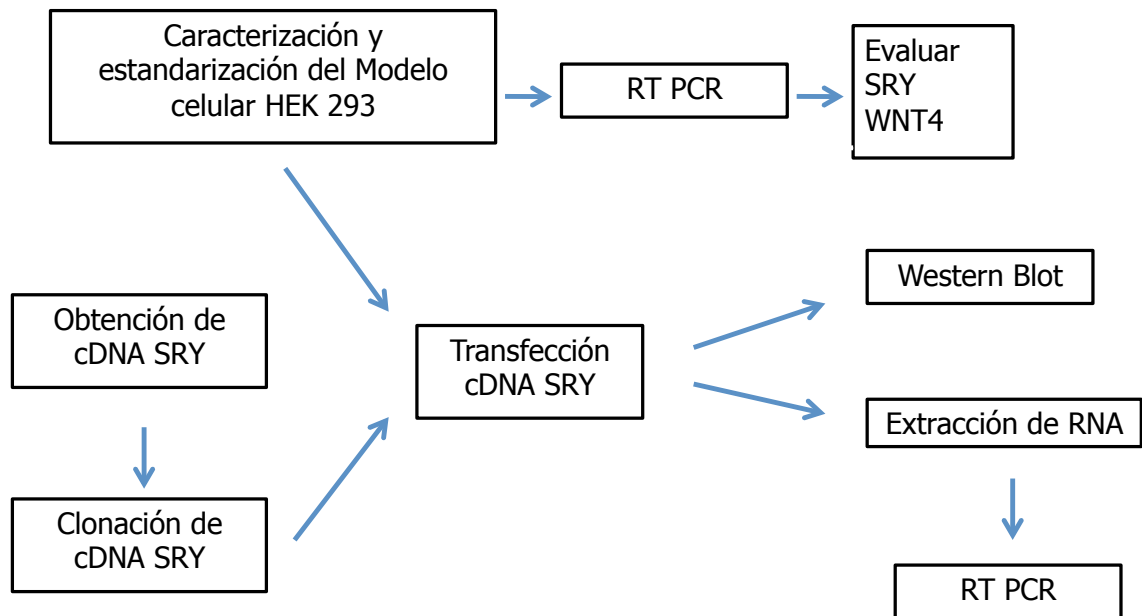 Caracterización y
estandarización del Modelo
celular HEK 293
RT PCR
Evaluar
SRY
WNT4
Obtención de
cDNA SRY
Clonación de
cDNA SRY
Transfección
cDNA SRY
Western Blot
Extracción de RNA
RT PCR